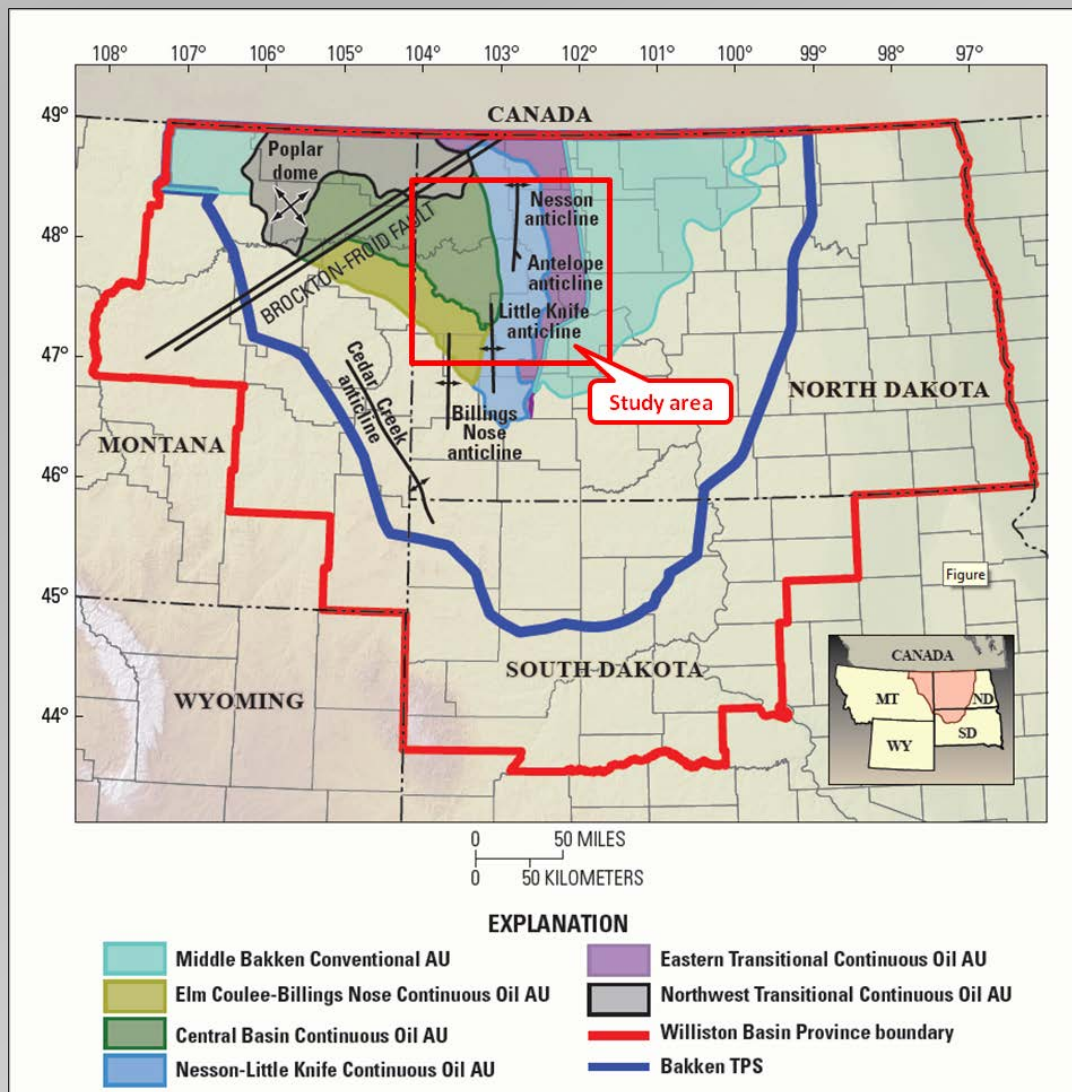 108° 107° 106° 105° 104° 103° 102° 101° 100° 99° 98° 97°
49°
CANADA
Poplar
dome
Nesson
anticline
48°
BROCKTON-FROID FAULT
Antelope
anticline
Little Knife
anticline
47°
Cedar
Creek
anticline
Study area
NORTH DAKOTA
Billings
Nose
anticline
MONTANA
46°
45°
Figure
SOUTH DAKOTA
WYOMING
44°
CANADA
MT
ND
SD
WY
0 50 MILES
0 50 KILOMETERS
EXPLANATION
Middle Bakken Conventional AU
Elm Coulee-Billings Nose Continuous Oil AU
Central Basin Continuous Oil AU
Nesson-Little Knife Continuous Oil AU
Eastern Transitional Continuous Oil AU
Northwest Transitional Continuous Oil AU
Williston Basin Province boundary
Bakken TPS